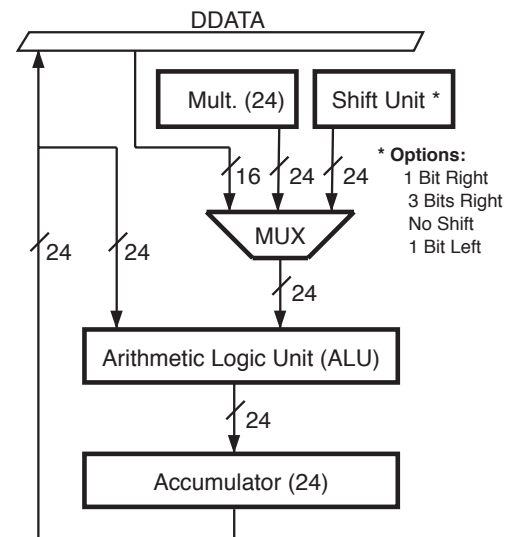 DDATA
Mult. (24)
Shift Unit *
* Options:
1 Bit Right
3 Bits Right
No Shift
1 Bit Left
16
24
24
MUX
24
24
24
Arithmetic Logic Unit (ALU)
24
Accumulator (24)